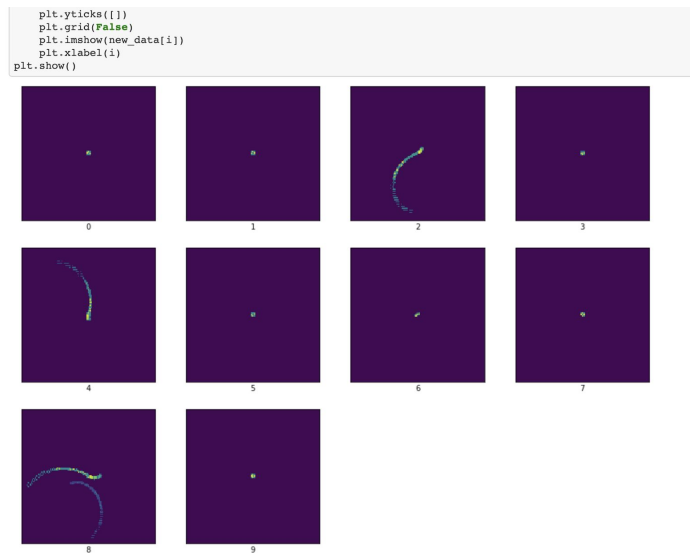 plt.yticks([])
plt.grid(False)
plt.imshow(new_data[i])
plt.xlabel(i)
plt.show()
0 1 2 3
4 5 6 7
8 9